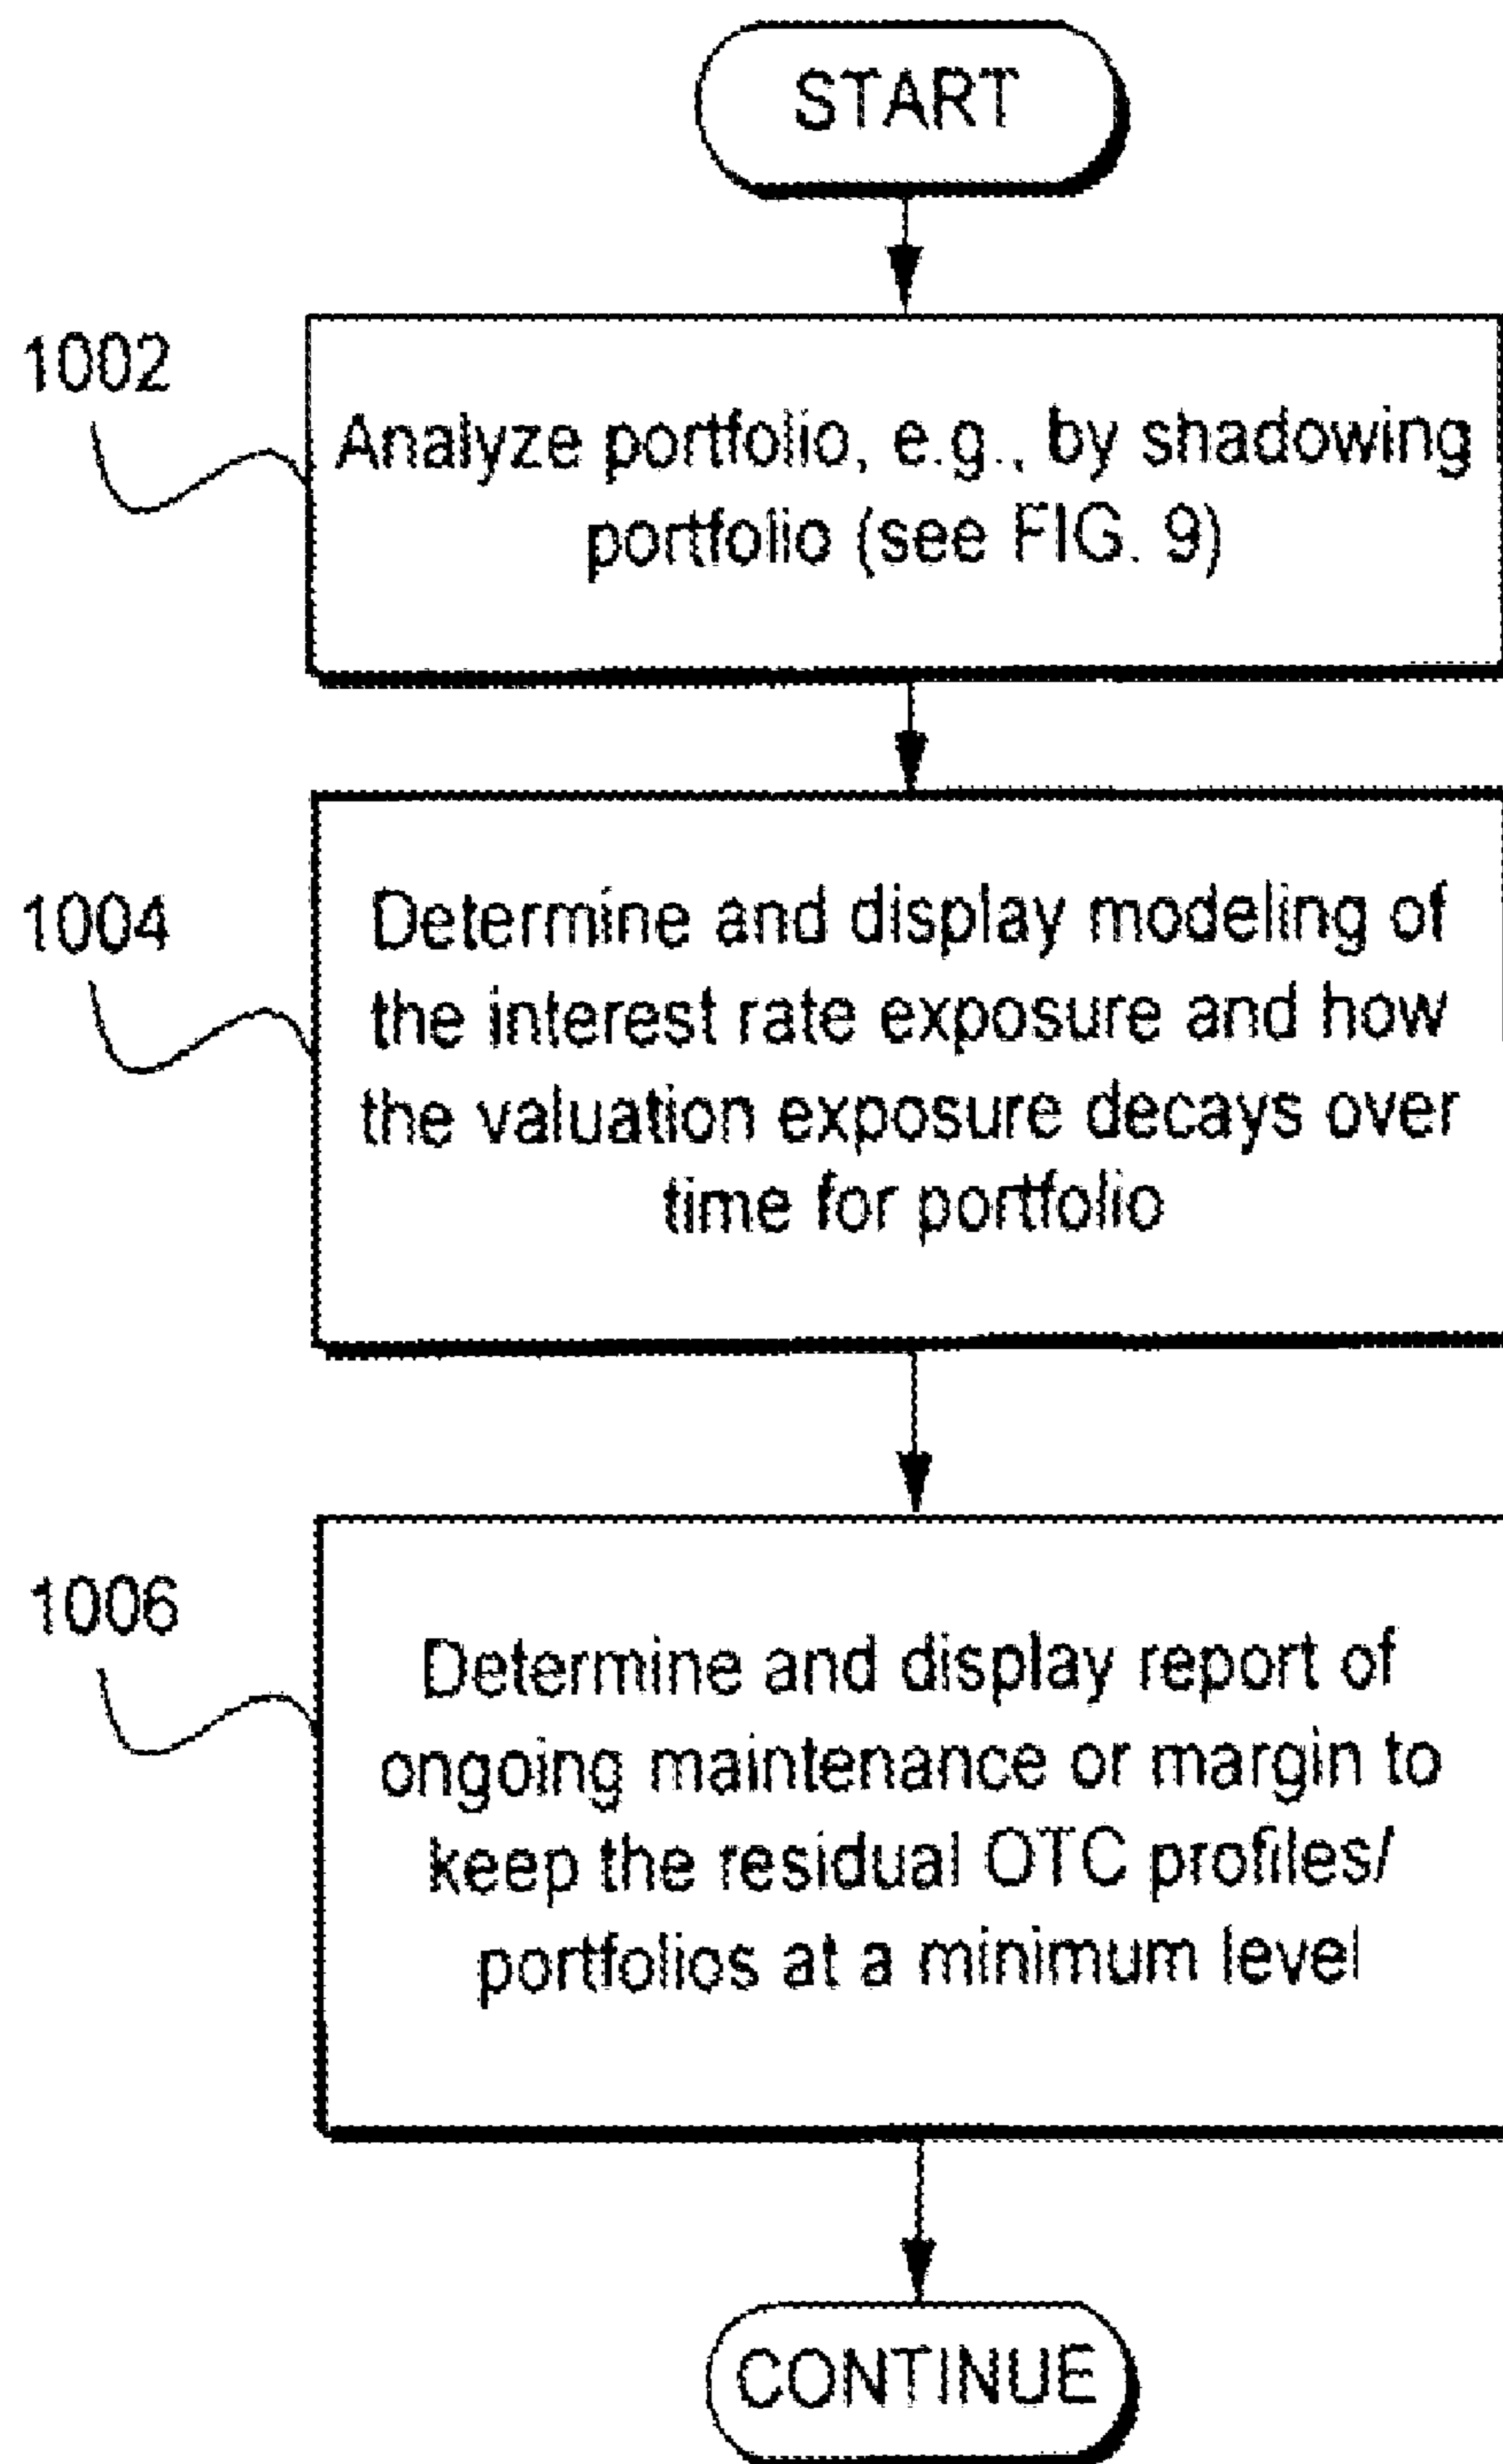 START
1002
Analyze portfolio, e.g., by shadowing
portfolio (see FIG. 9)
1004
Determine and display modeling of
the interest rate exposure and how
the valuation exposure decays over
time for portfolio
1006
Determine and display report of
ongoing maintenance or margin to
keep the residual OTC profiles/
portfolios at a minimum level
CONTINUE